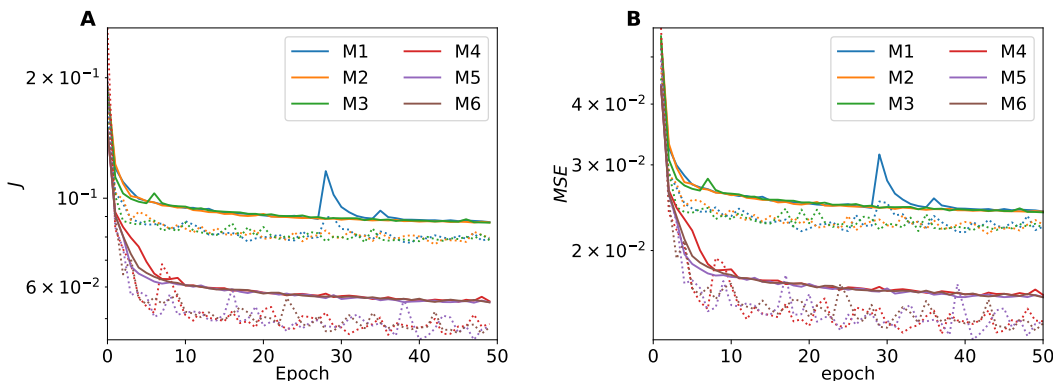 A
J
2 × 10⁻¹
10⁻¹
6 × 10⁻²
M1
M2
M3
M4
M5
M6
0 10 20 30 40 50
Epoch
B
MSE
4 × 10⁻²
3 × 10⁻²
2 × 10⁻²
M1
M2
M3
M4
M5
M6
0 10 20 30 40 50
epoch